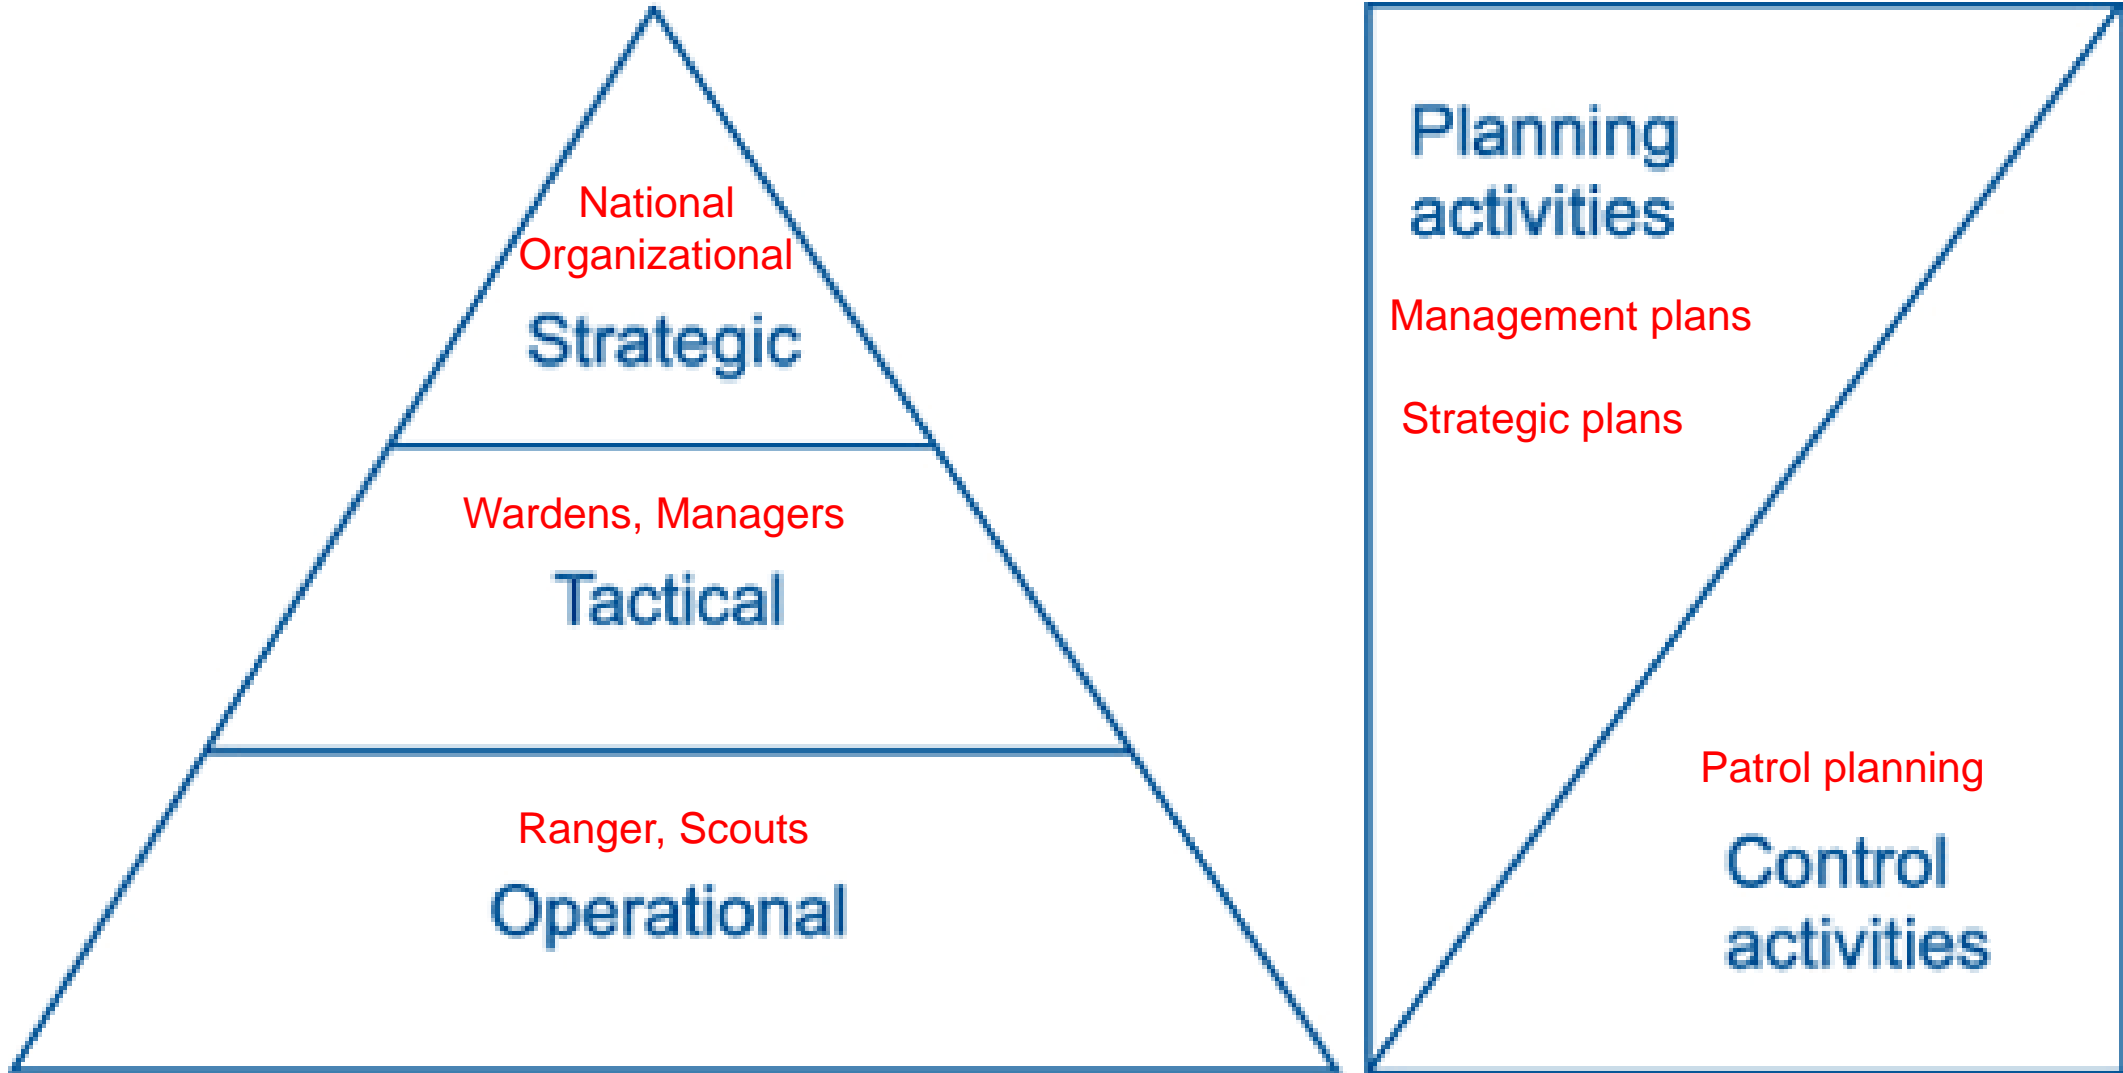 National
Organizational
Strategic
Wardens, Managers
Tactical
Ranger, Scouts
Operational
Planning
activities
Management plans
Strategic plans
Patrol planning
Control
activities